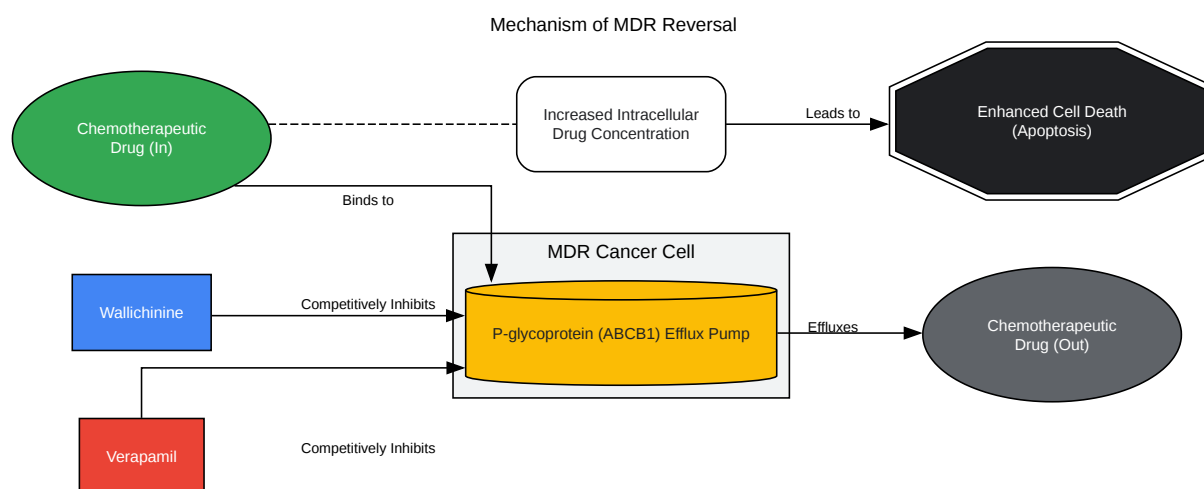 Mechanism of MDR Reversal
Chemotherapeutic
Drug (In)
Increased Intracellular
Drug Concentration
Leads to
Enhanced Cell Death
(Apoptosis)
Binds to
MDR Cancer Cell
Wallichinine
Competitively Inhibits
P-glycoprotein (ABCB1) Efflux Pump
Effluxes
Chemotherapeutic
Drug (Out)
Verapamil
Competitively Inhibits